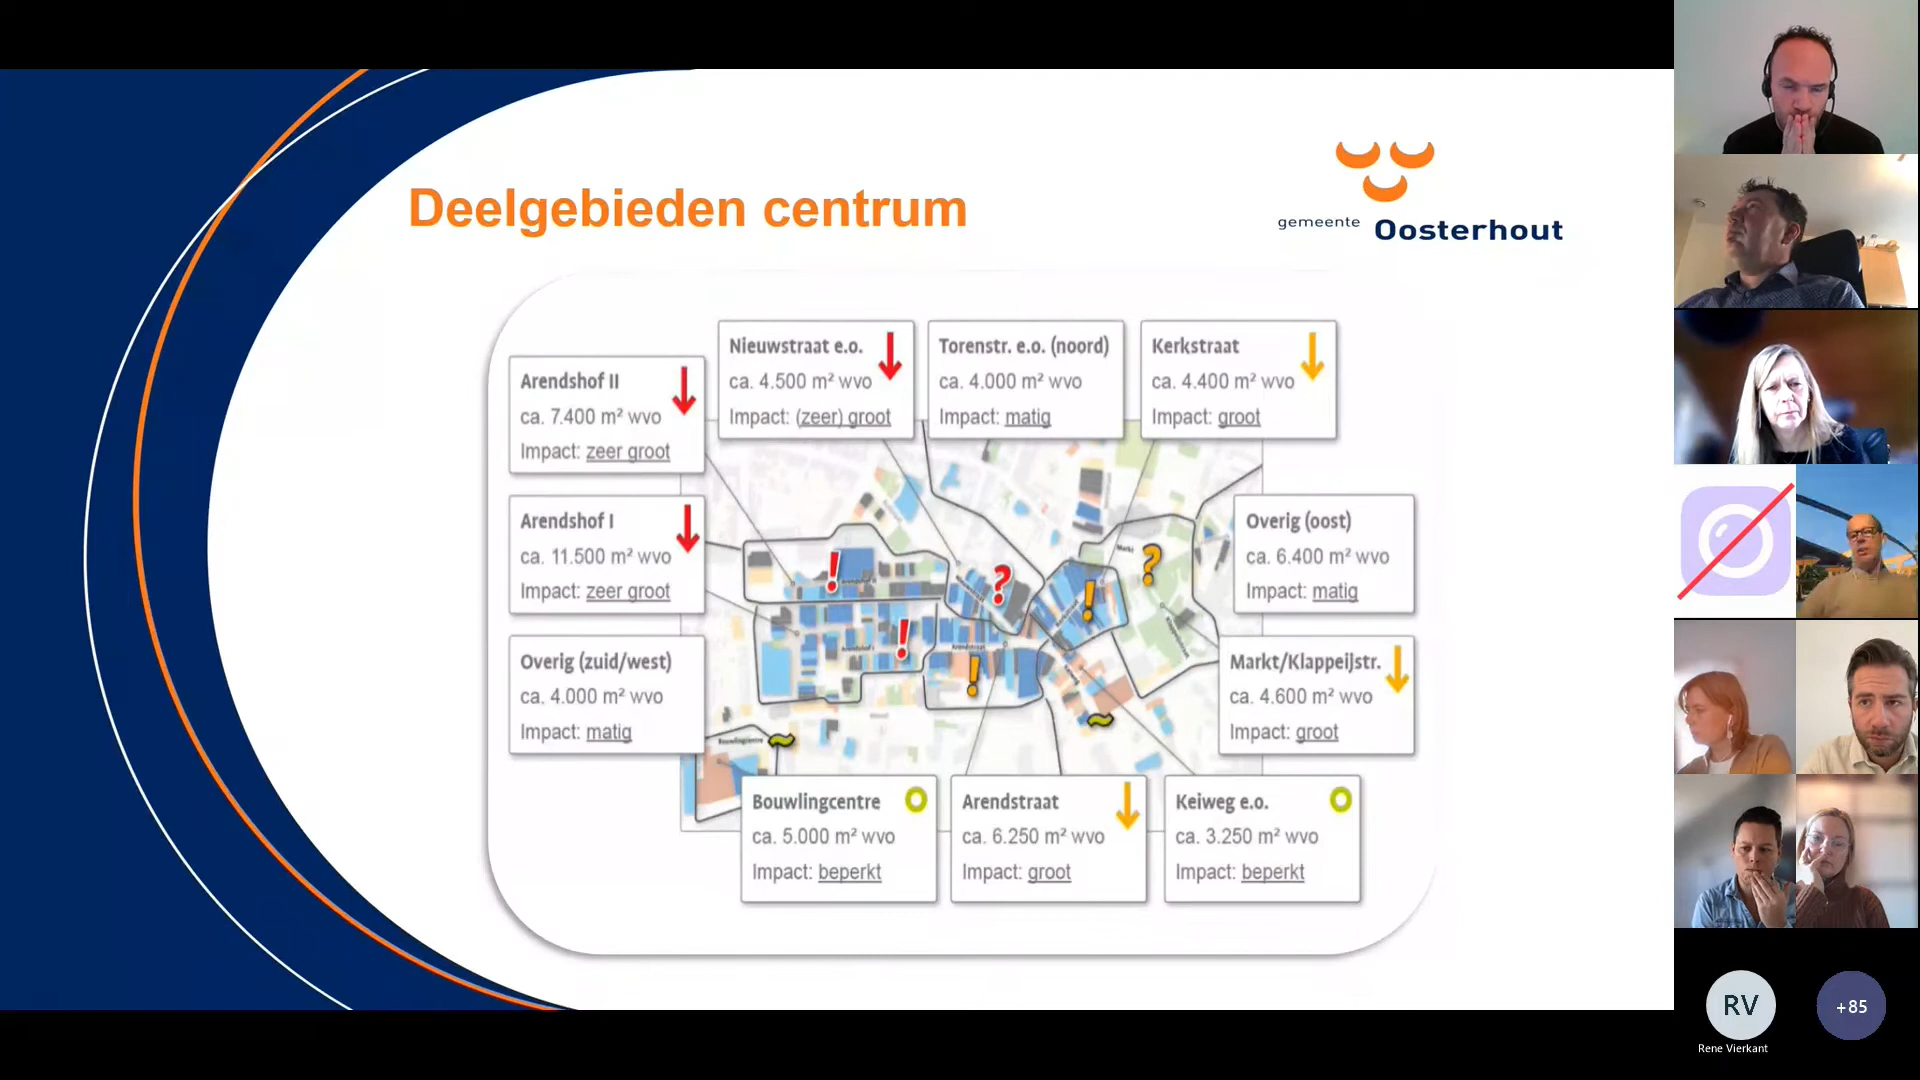 Deelgebieden centrum
gemeente Oosterhout
Arendshof II
ca. 7.400 m² wvo
Impact: zeer groot
Nieuwstraat e.o.
ca. 4.500 m² wvo
Impact: (zeer) groot
Torenstr. e.o. (noord)
ca. 4.000 m² wvo
Impact: matig
Kerkstraat
ca. 4.400 m² wvo
Impact: groot
Arendshof I
ca. 11.500 m² wvo
Impact: zeer groot
Overig (oost)
ca. 6.400 m² wvo
Impact: matig
Overig (zuid/west)
ca. 4.000 m² wvo
Impact: matig
Markt/Klappeijstr.
ca. 4.600 m² wvo
Impact: groot
Bouwlingcentre
ca. 5.000 m² wvo
Impact: beperkt
Arendstraat
ca. 6.250 m² wvo
Impact: groot
Keiweg e.o.
ca. 3.250 m² wvo
Impact: beperkt
! ? ! ? ! !
Markt
Arendstraat
Bouwlingcentre
RV
+85
Rene Vierkant